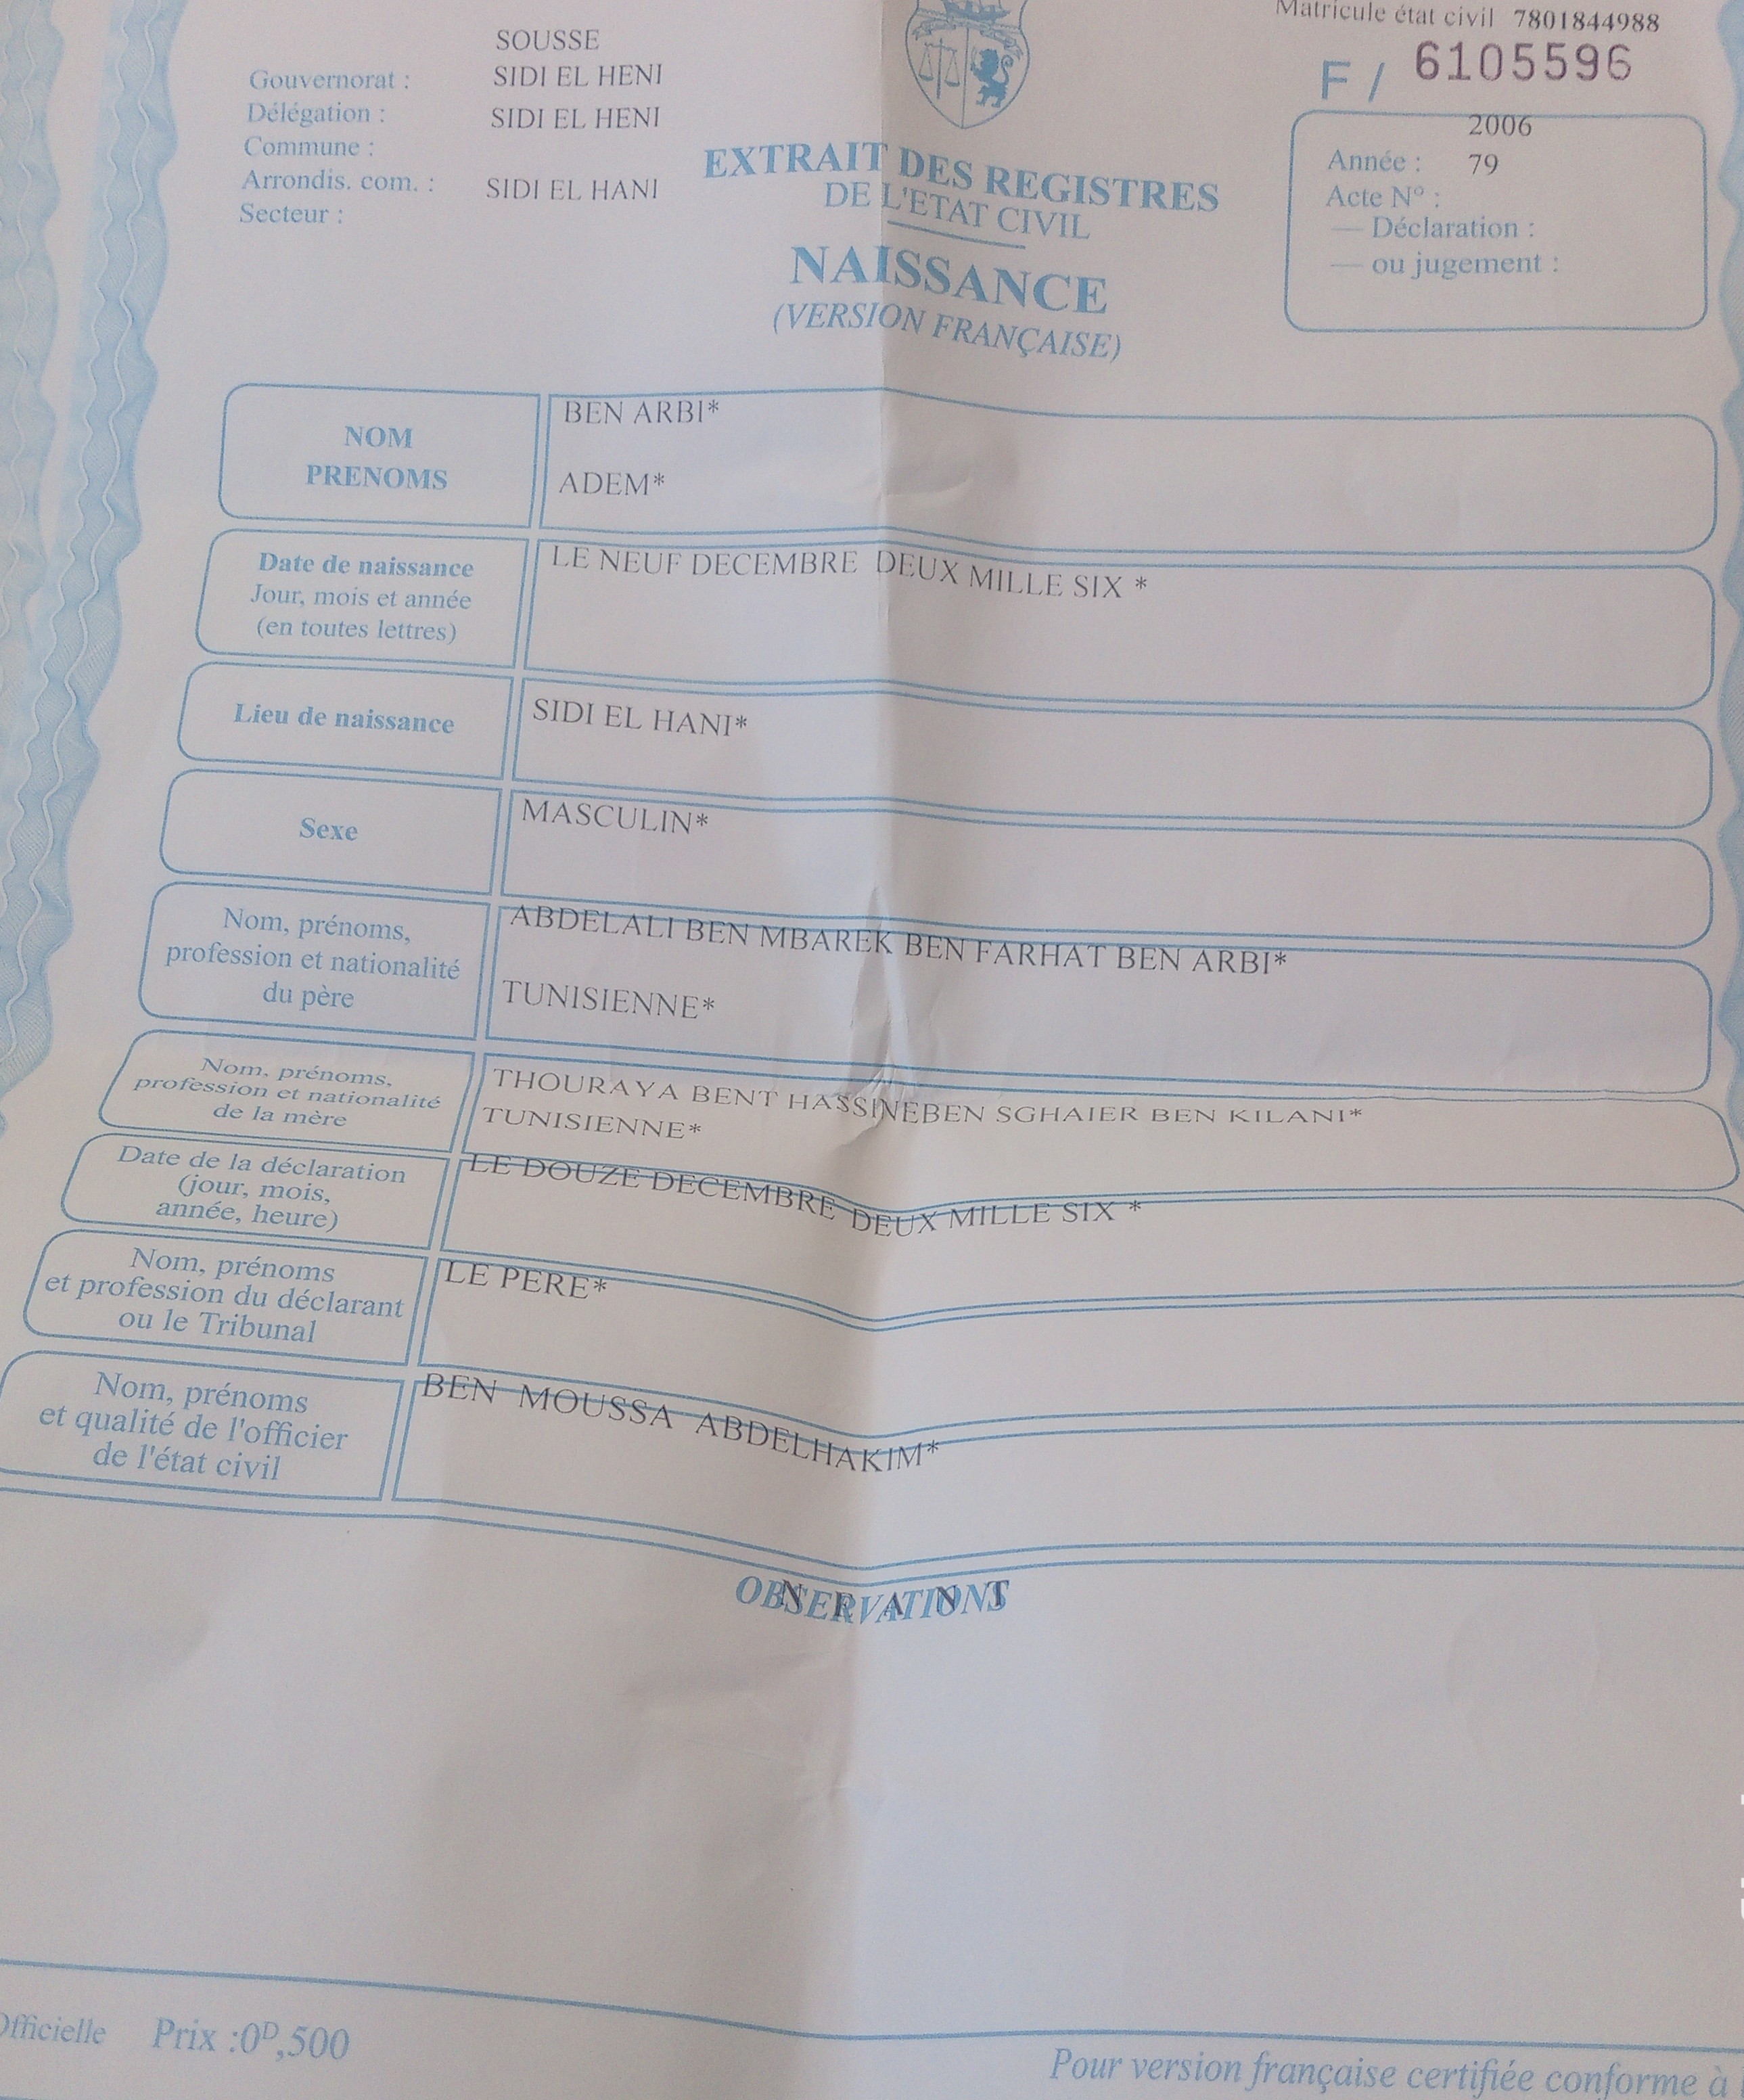 Matricule état civil 7801844988
F / 6105596
SOUSSE
Gouvernorat : SIDI EL HENI
Délégation : SIDI EL HENI
Commune :
Arrondis. com. : SIDI EL HANI
Secteur :
EXTRAIT DES REGISTRES
DE L'ETAT CIVIL
NAISSANCE
(VERSION FRANÇAISE)
2006
Année : 79
Acte N° :
— Déclaration :
— ou jugement :
NOM
PRENOMS
BEN ARBI*
ADEM*
Date de naissance
Jour, mois et année
(en toutes lettres)
LE NEUF DECEMBRE DEUX MILLE SIX *
Lieu de naissance
SIDI EL HANI*
Sexe
MASCULIN*
Nom, prénoms,
profession et nationalité
du père
ABDELALI BEN MBAREK BEN FARHAT BEN ARBI*
TUNISIENNE*
Nom, prénoms,
profession et nationalité
de la mère
THOURAYA BENT HASSINEBEN SGHAIER BEN KILANI*
TUNISIENNE*
Date de la déclaration
(jour, mois,
année, heure)
LE DOUZE DECEMBRE DEUX MILLE SIX *
Nom, prénoms
et profession du déclarant
ou le Tribunal
LE PERE*
Nom, prénoms
et qualité de l'officier
de l'état civil
BEN MOUSSA ABDELHAKIM*
OBSERVATIONS
N E A N T
Officielle Prix :0D,500
Pour version française certifiée conforme à